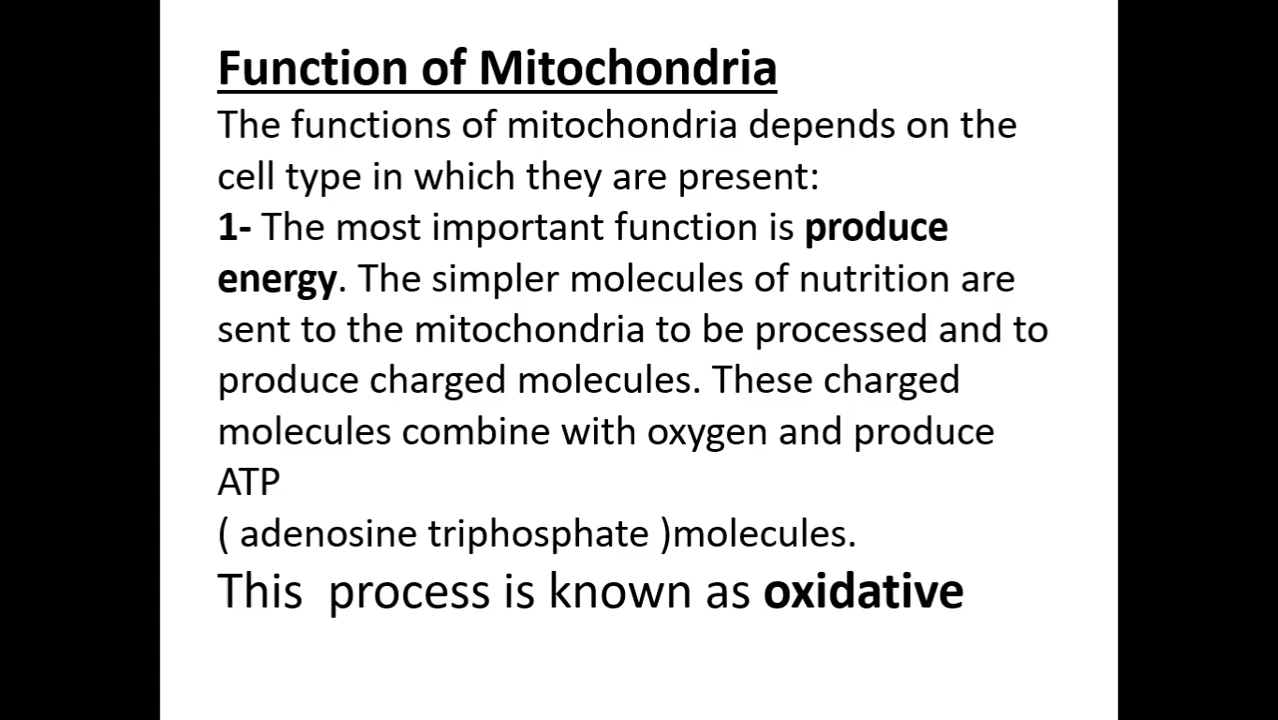 Function of Mitochondria
The functions of mitochondria depends on the
cell type in which they are present:
1- The most important function is produce
energy. The simpler molecules of nutrition are
sent to the mitochondria to be processed and to
produce charged molecules. These charged
molecules combine with oxygen and produce
ATP
( adenosine triphosphate )molecules.
This  process is known as oxidative